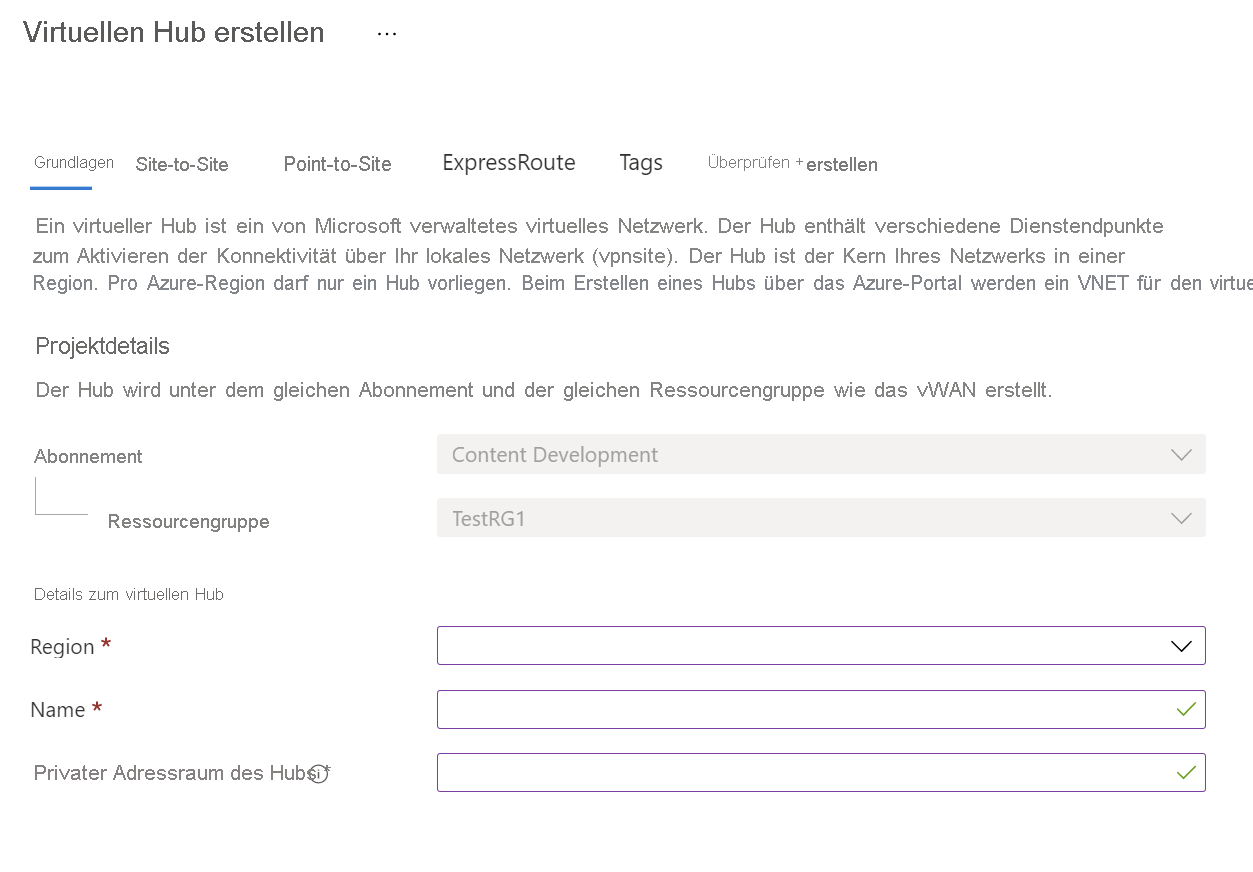 Virtuellen Hub erstellen ...
Grundlagen Site-to-Site Point-to-Site ExpressRoute Tags Überprüfen + erstellen
Ein virtueller Hub ist ein von Microsoft verwaltetes virtuelles Netzwerk. Der Hub enthält verschiedene Dienstendpunkte
zum Aktivieren der Konnektivität über Ihr lokales Netzwerk (vpnsite). Der Hub ist der Kern Ihres Netzwerks in einer
Region. Pro Azure-Region darf nur ein Hub vorliegen. Beim Erstellen eines Hubs über das Azure-Portal werden ein VNET für den virtue
Projektdetails
Der Hub wird unter dem gleichen Abonnement und der gleichen Ressourcengruppe wie das vWAN erstellt.
Abonnement Content Development
Ressourcengruppe TestRG1
Details zum virtuellen Hub
Region *
Name *
Privater Adressraum des Hubs *